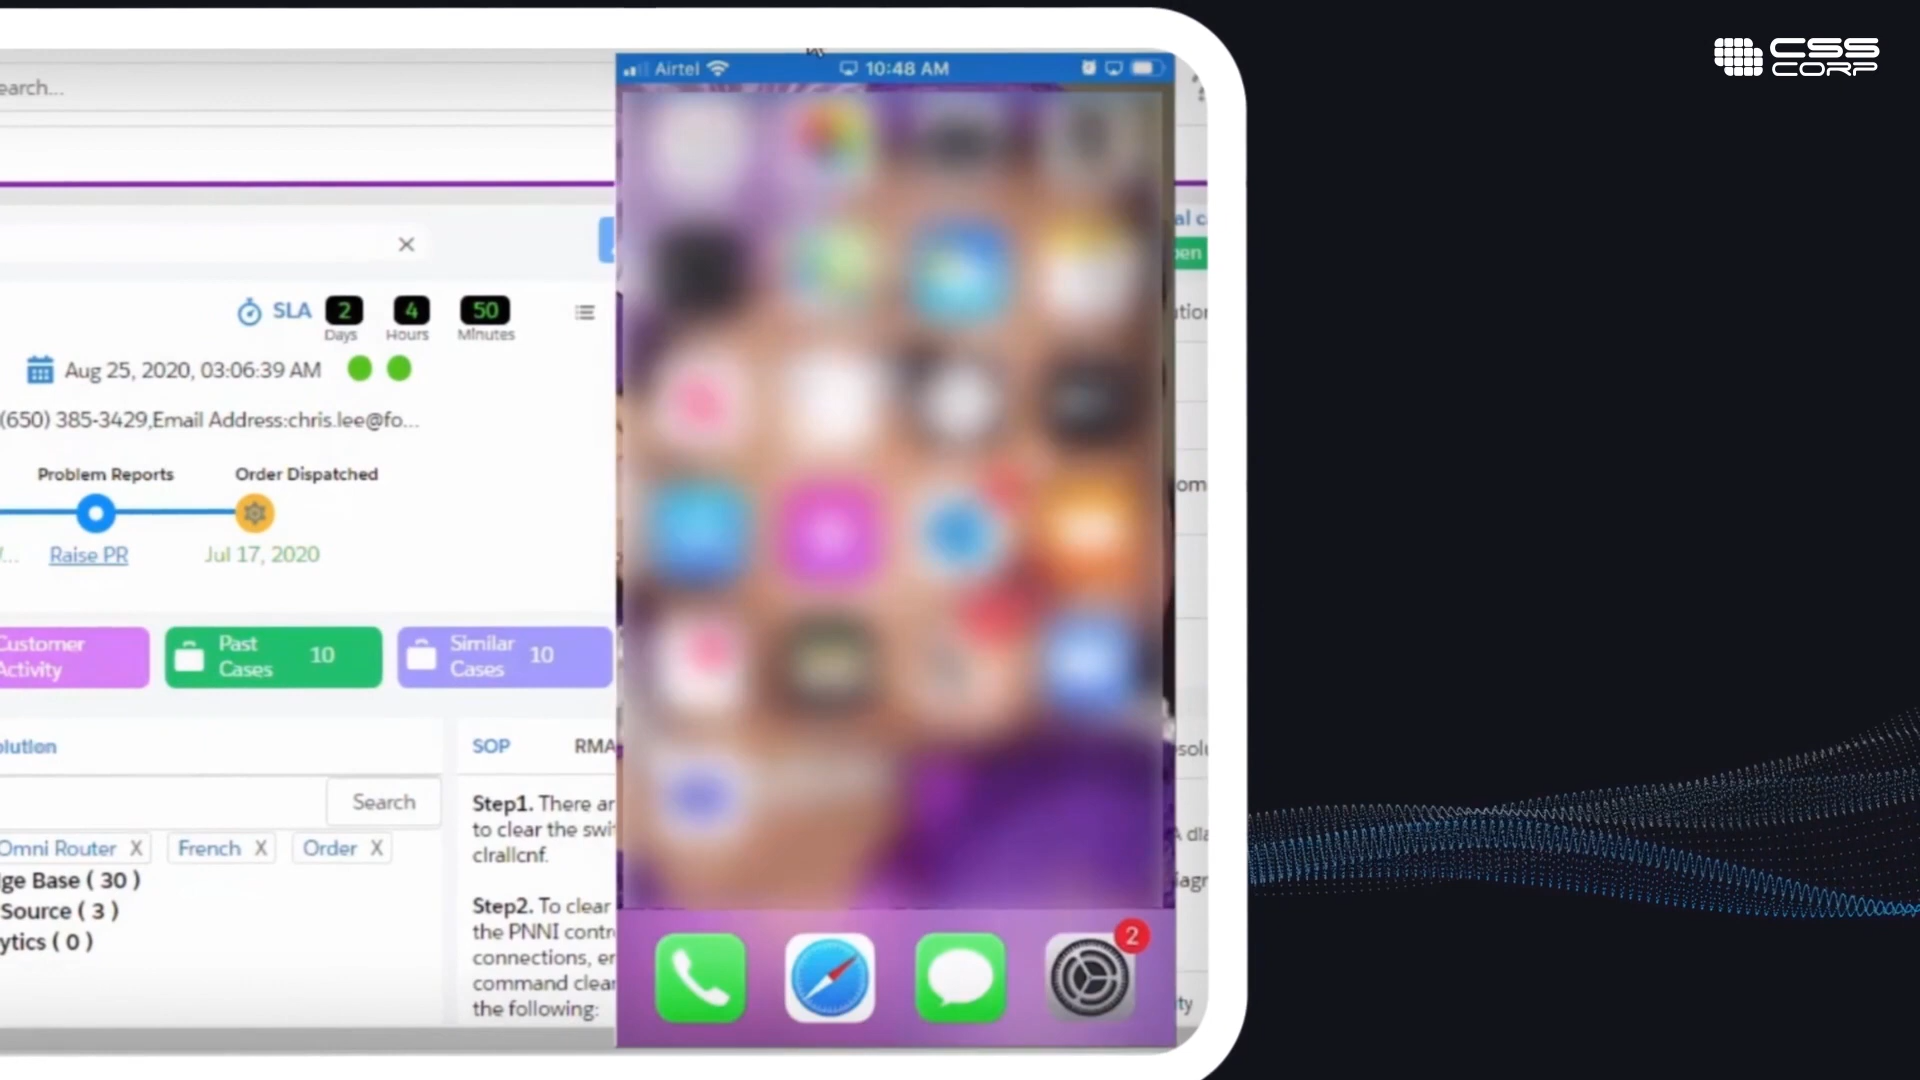 CSS
CORP
earch...
Airtel
10:48 AM
al c
SLA
2
4
50
Days
Hours
Minutes
Aug 25, 2020, 03:06:39 AM
(650) 385-3429,Email Address:chris.lee@fo...
Problem Reports
Order Dispatched
Raise PR
Jul 17, 2020
Customer
Activity
Past
Cases
10
Similar
Cases
10
SOP
RMA
Search
Step1. There ar
to clear the swi
clrallcnf.
Omni Router X
French X
Order X
ge Base ( 30 )
Source ( 3 )
ytics ( 0 )
Step2. To clear
the PNNI contr
connections, er
command clear
the following:
2